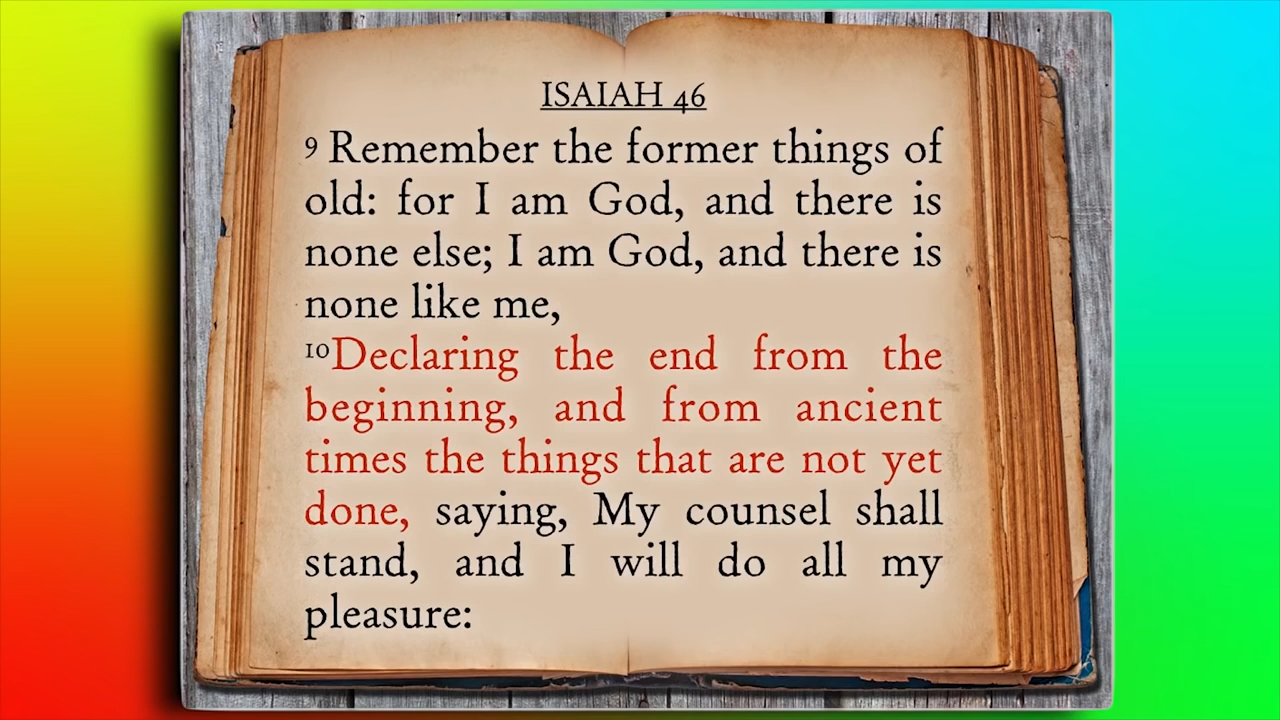 ISAIAH 46
9 Remember the former things of
old: for I am God, and there is
none else; I am God, and there is
none like me,
10 Declaring the end from the
beginning, and from ancient
times the things that are not yet
done, saying, My counsel shall
stand, and I will do all my
pleasure: